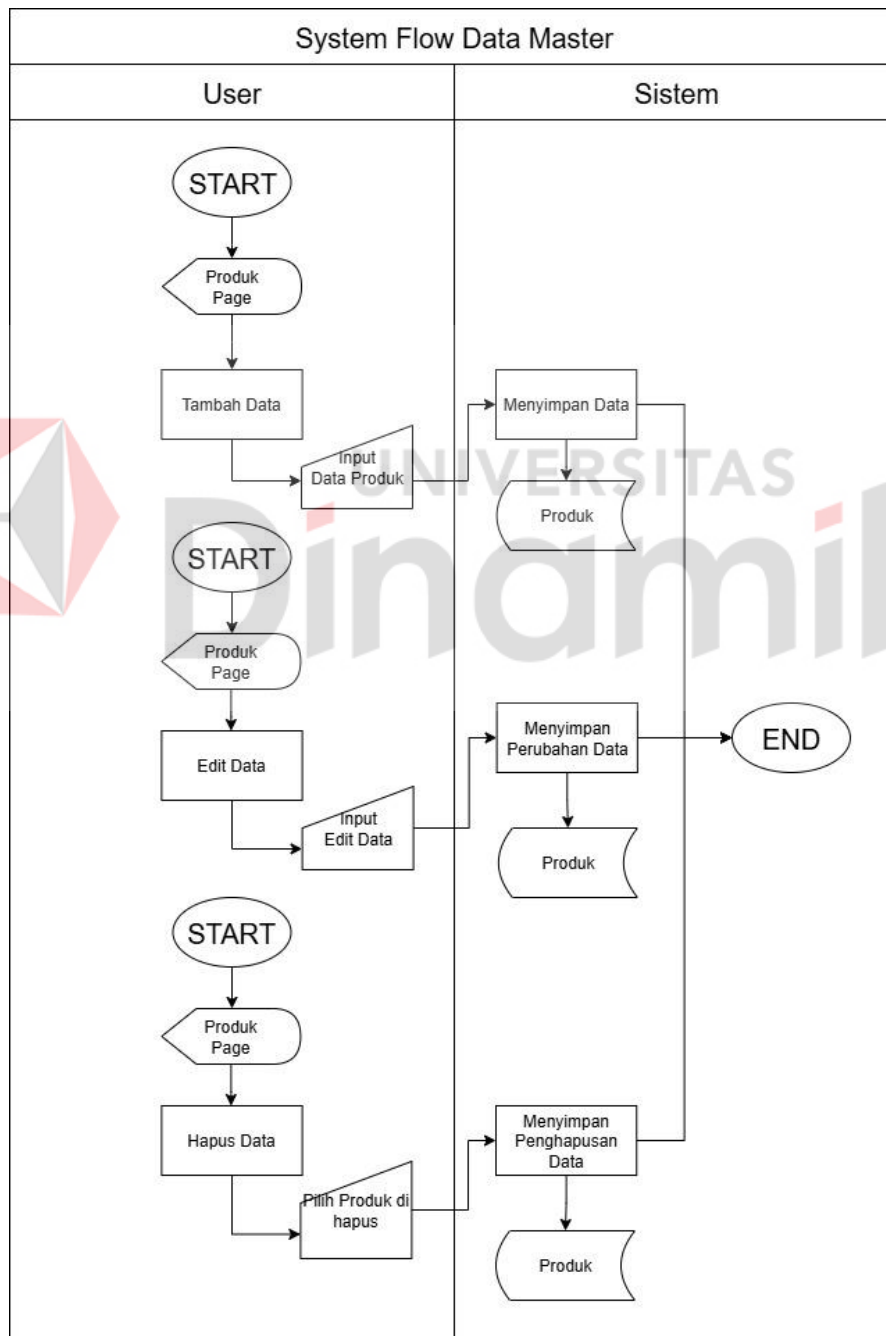 System Flow Data Master
User
Sistem
START
Produk
Page
Tambah Data
Input
Data Produk
Menyimpan Data
Produk
UNIVERSITAS
Dinami
START
Produk
Page
Edit Data
Input
Edit Data
Menyimpan
Perubahan Data
END
Produk
START
Produk
Page
Hapus Data
Pilih Produk di
hapus
Menyimpan
Penghapusan
Data
Produk